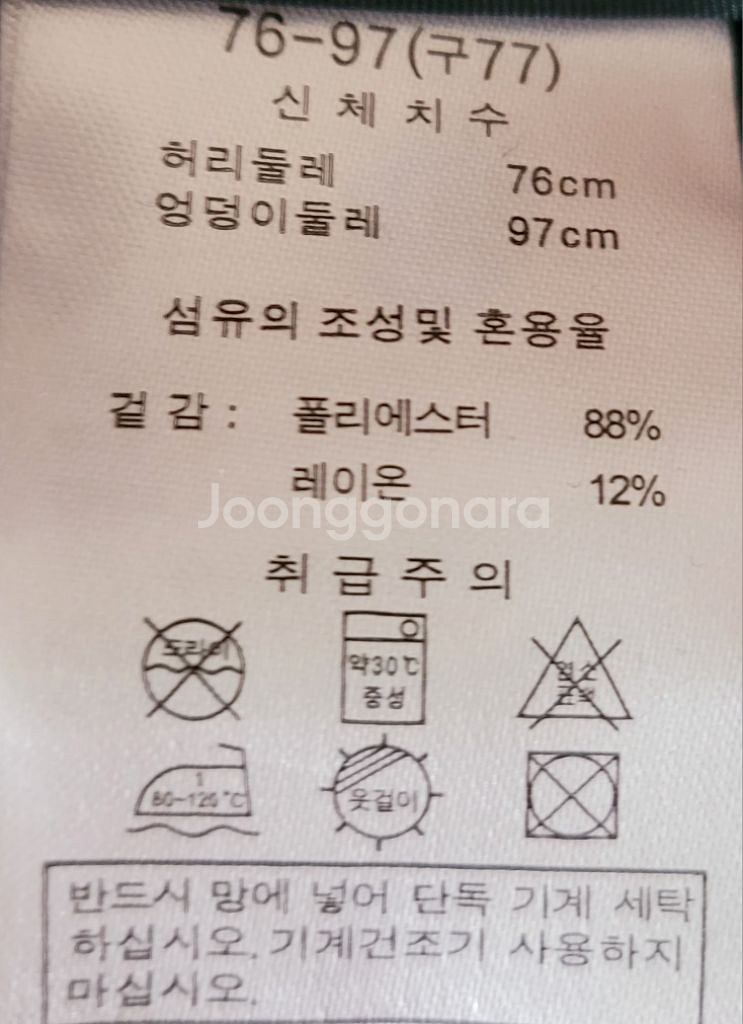 76-97(구77)
신 체 치 수
허리둘레 76cm
엉덩이둘레 97cm
섬유의 조성및 혼용율
겉 감 : 폴리에스터 88%
레이온 12%
Joonggonara
취 급 주 의
드라이
약30℃
중성
염소
표백
1
80~120℃
옷걸이
반드시 망에 넣어 단독 기계 세탁
하십시오. 기계건조기 사용하지
마십시오.